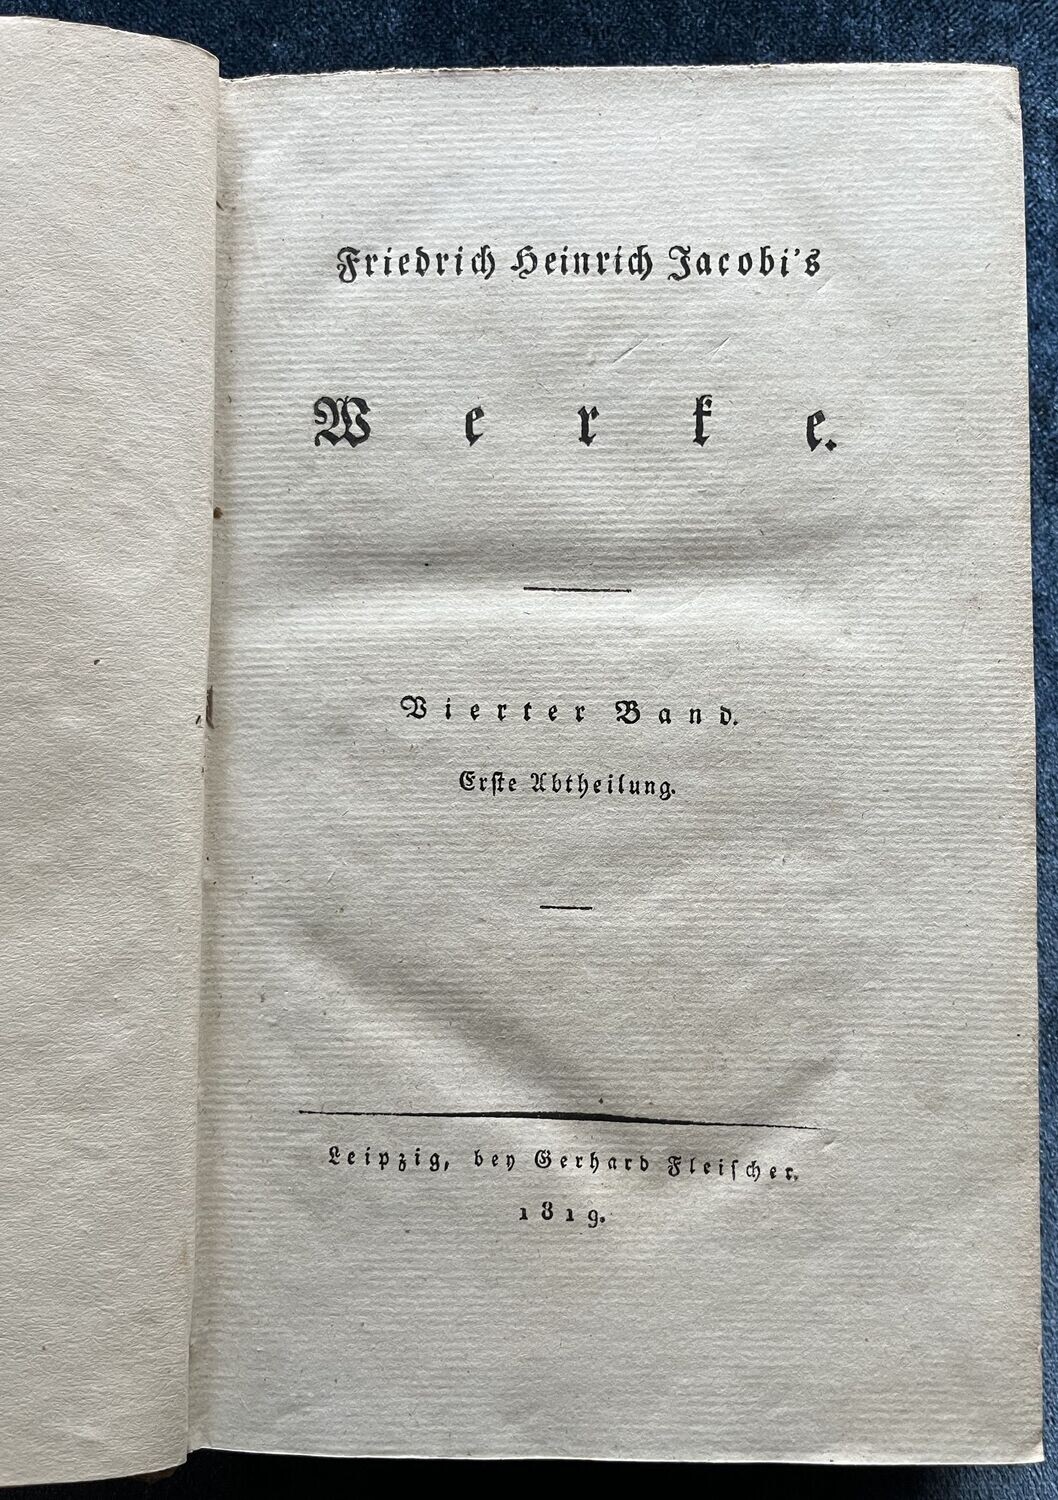 Friedrich Heinrich Jacobi's
Werke.
Vierter Band.
Erſte Abtheilung.
Leipzig, bey Gerhard Fleiſcher.
1819.